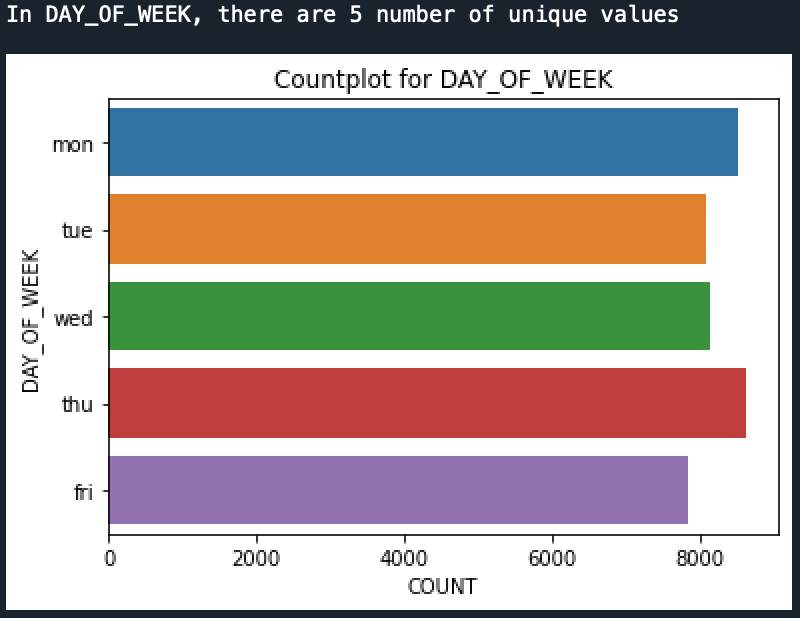 In DAY_OF_WEEK, there are 5 number of unique values
Countplot for DAY_OF_WEEK
DAY_OF_WEEK
mon
tue
wed
thu
fri
0 2000 4000 6000 8000
COUNT